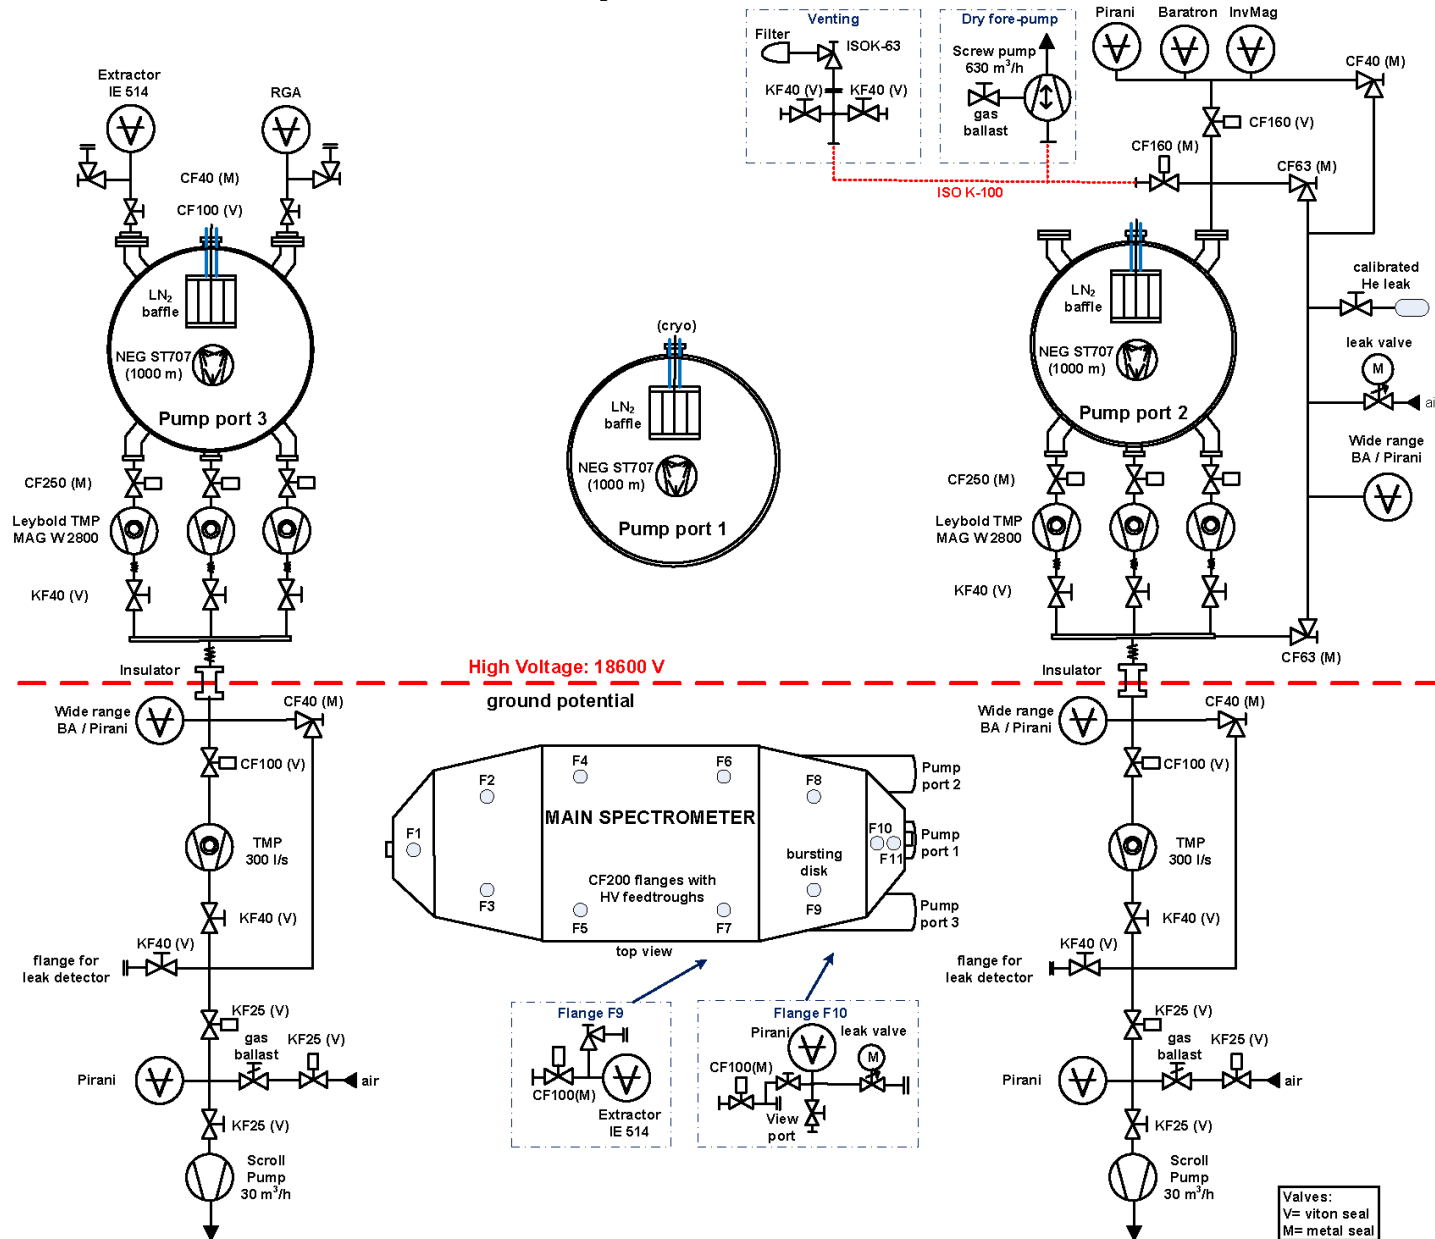 Venting
Filter
ISOK-63
KF40 (V)
KF40 (V)
Dry fore-pump
Screw pump
630 m³/h
gas
ballast
Pirani
Baratron
InvMag
CF40 (M)
CF160 (V)
CF160 (M)
CF63 (M)
ISO K-100
Extractor
IE 514
RGA
CF40 (M)
CF100 (V)
LN₂
baffle
NEG ST707
(1000 m)
Pump port 3
CF250 (M)
Leybold TMP
MAG W2800
KF40 (V)
(cryo)
LN₂
baffle
NEG ST707
(1000 m)
Pump port 1
LN₂
baffle
NEG ST707
(1000 m)
Pump port 2
CF250 (M)
Leybold TMP
MAG W2800
KF40 (V)
calibrated
He leak
leak valve
M
ai
Wide range
BA / Pirani
CF63 (M)
Insulator
High Voltage: 18600 V
Insulator
ground potential
Wide range
BA / Pirani
CF40 (M)
CF100 (V)
TMP
300 l/s
KF40 (V)
KF40 (V)
flange for
leak detector
KF25 (V)
gas
ballast
KF25 (V)
Pirani
air
KF25 (V)
Scroll
Pump
30 m³/h
F1
F2
F3
F4
F5
F6
F7
F8
F9
F10
F11
MAIN SPECTROMETER
CF200 flanges with
HV feedtroughs
bursting
disk
Pump
port 2
Pump
port 1
Pump
port 3
top view
Flange F9
CF100(M)
Extractor
IE 514
Flange F10
Pirani
leak valve
M
CF100(M)
View
port
Wide range
BA / Pirani
CF40 (M)
CF100 (V)
TMP
300 l/s
KF40 (V)
KF40 (V)
flange for
leak detector
KF25 (V)
gas
ballast
KF25 (V)
Pirani
air
KF25 (V)
Scroll
Pump
30 m³/h
Valves:
V= viton seal
M= metal seal